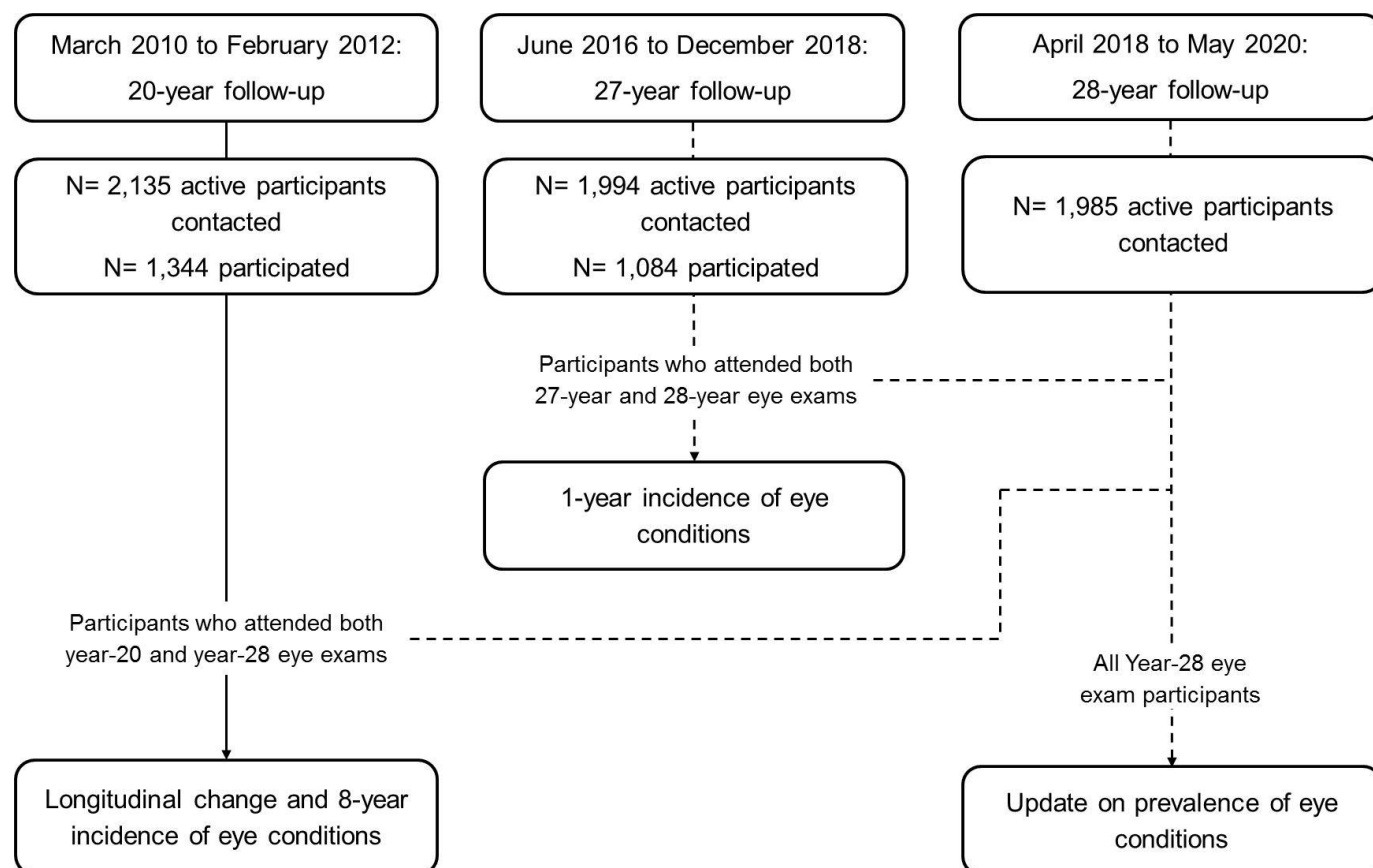 March 2010 to February 2012:
20-year follow-up
June 2016 to December 2018:
27-year follow-up
April 2018 to May 2020:
28-year follow-up
N= 2,135 active participants
contacted
N= 1,344 participated
N= 1,994 active participants
contacted
N= 1,084 participated
N= 1,985 active participants
contacted
Participants who attended both
27-year and 28-year eye exams
1-year incidence of eye
conditions
Participants who attended both
year-20 and year-28 eye exams
All Year-28 eye
exam participants
Longitudinal change and 8-year
incidence of eye conditions
Update on prevalence of eye
conditions